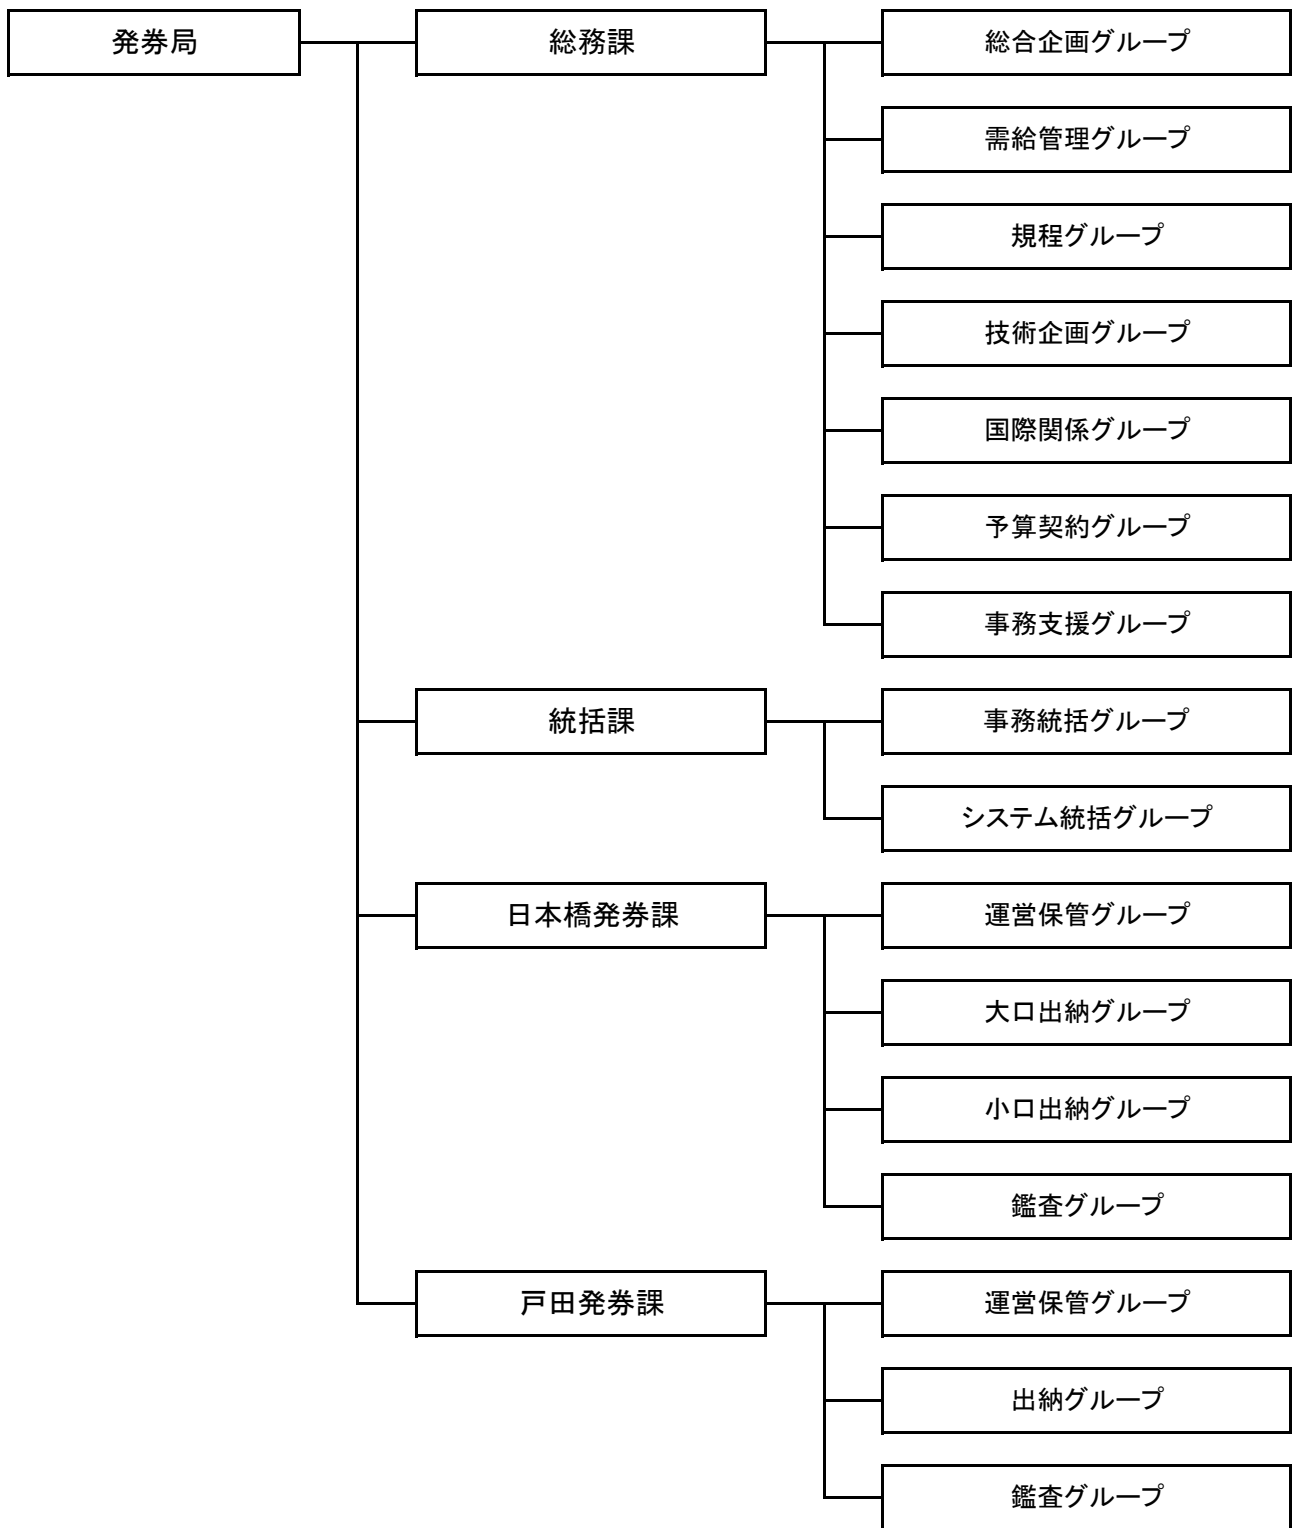 発券局
総務課
総合企画グループ
需給管理グループ
規程グループ
技術企画グループ
国際関係グループ
予算契約グループ
事務支援グループ
統括課
事務統括グループ
システム統括グループ
日本橋発券課
運営保管グループ
大口出納グループ
小口出納グループ
鑑査グループ
戸田発券課
運営保管グループ
出納グループ
鑑査グループ